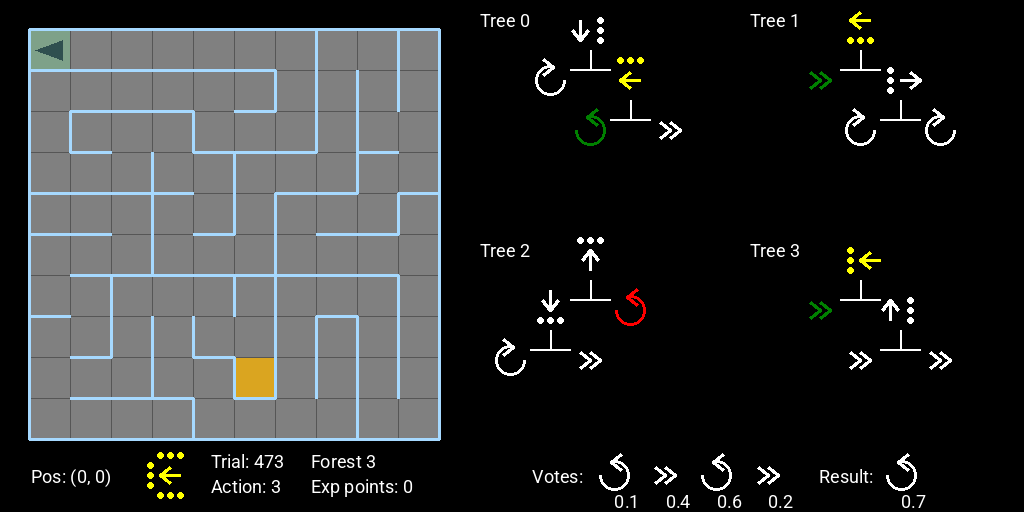 Tree 0
Tree 1
Tree 2
Tree 3
Pos: (0, 0)
Trial: 473
Forest 3
Action: 3
Exp points: 0
Votes:
0.1
0.4
0.6
0.2
Result:
0.7